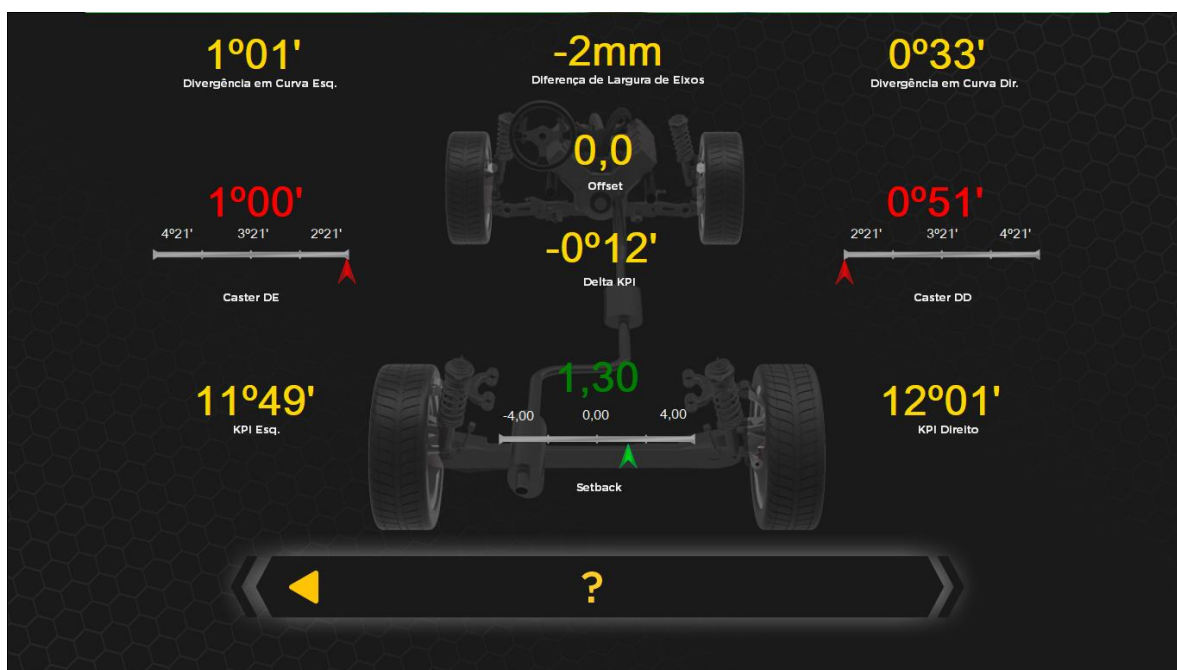 1º01'
Divergência em Curva Esq.
-2mm
Diferença de Largura de Eixos
0º33'
Divergência em Curva Dir.
0,0
Offset
1º00'
4º21' 3º21' 2º21'
Caster DE
-0º12'
Delta KPI
0º51'
2º21' 3º21' 4º21'
Caster DD
11º49'
KPI Esq.
1,30
-4,00 0,00 4,00
Setback
12º01'
KPI Direito
?